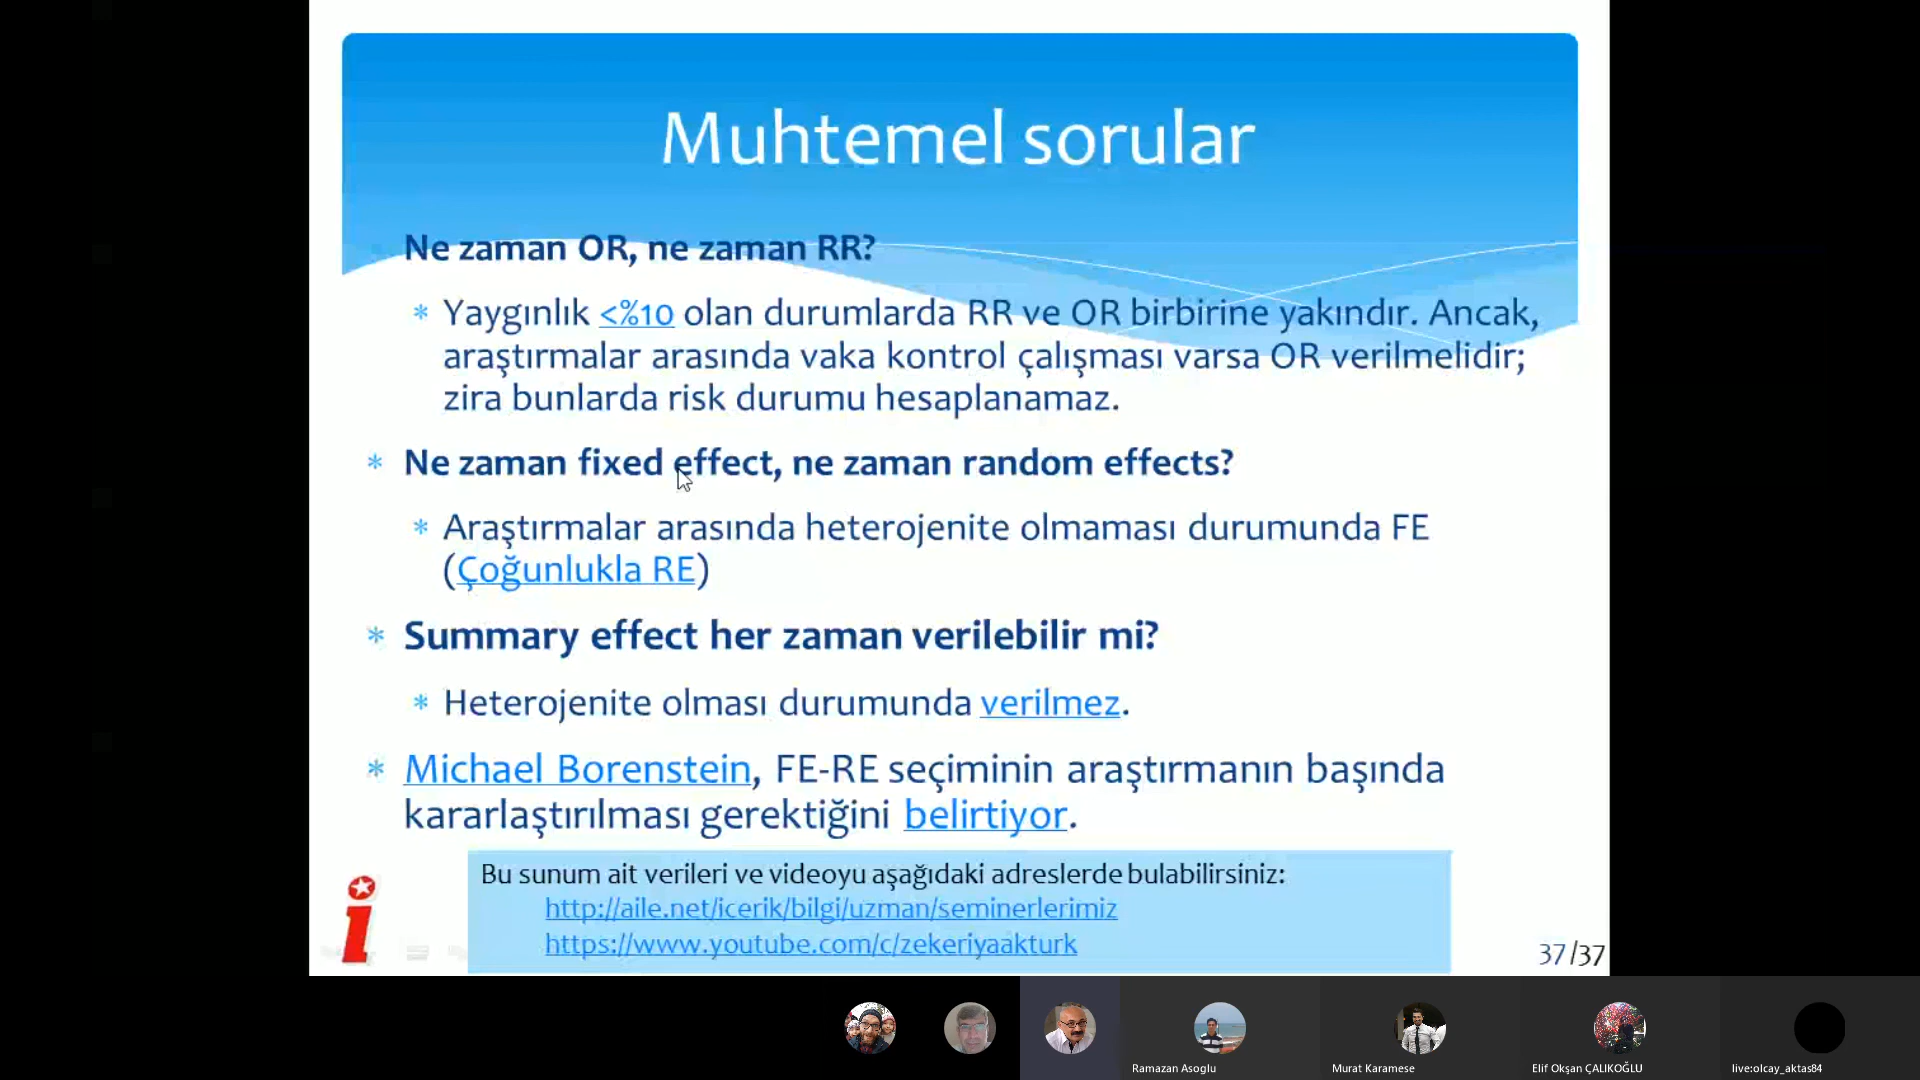 Muhtemel sorular
Ne zaman OR, ne zaman RR?
* Yaygınlık <%10 olan durumlarda RR ve OR birbirine yakındır. Ancak,
araştırmalar arasında vaka kontrol çalışması varsa OR verilmelidir;
zira bunlarda risk durumu hesaplanamaz.
* Ne zaman fixed effect, ne zaman random effects?
* Araştırmalar arasında heterojenite olmaması durumunda FE
(Çoğunlukla RE)
* Summary effect her zaman verilebilir mi?
* Heterojenite olması durumunda verilmez.
* Michael Borenstein, FE-RE seçiminin araştırmanın başında
kararlaştırılması gerektiğini belirtiyor.
Bu sunum ait verileri ve videoyu aşağıdaki adreslerde bulabilirsiniz:
http://aile.net/icerik/bilgi/uzman/seminerlerimiz
https://www.youtube.com/c/zekeriyaakturk
37/37
Ramazan Asoglu
Murat Karamese
Elif Okşan ÇALIKOĞLU
live:olcay_aktas84